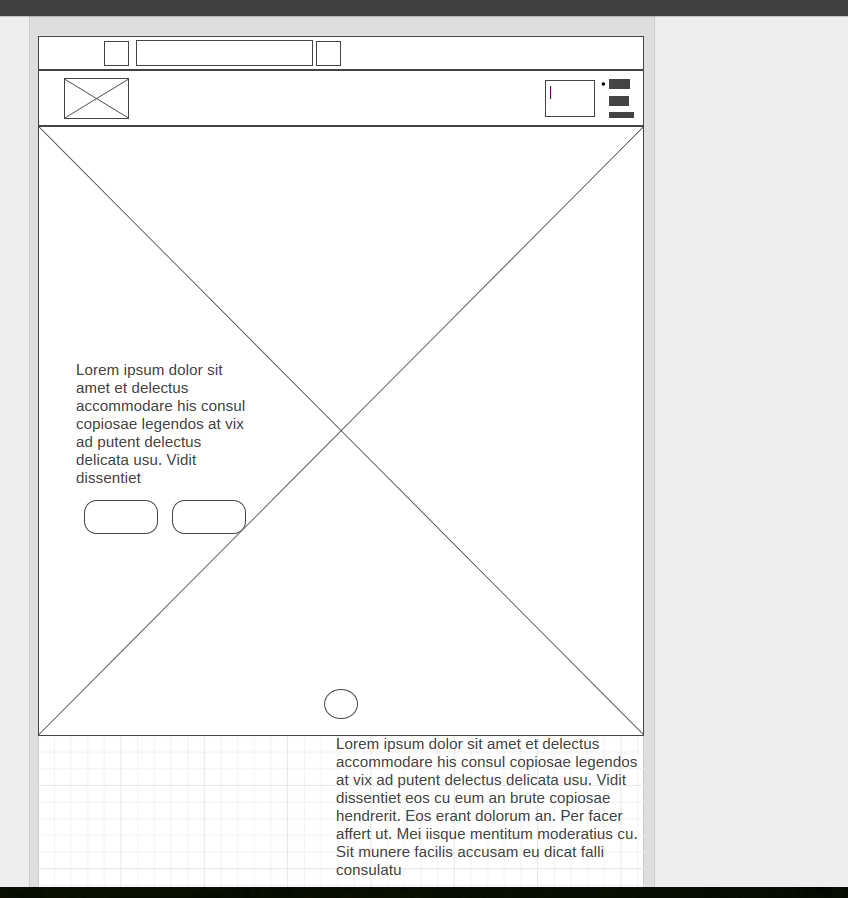 Lorem ipsum dolor sit
amet et delectus
accommodare his consul
copiosae legendos at vix
ad putent delectus
delicata usu. Vidit
dissentiet
Lorem ipsum dolor sit amet et delectus
accommodare his consul copiosae legendos
at vix ad putent delectus delicata usu. Vidit
dissentiet eos cu eum an brute copiosae
hendrerit. Eos erant dolorum an. Per facer
affert ut. Mei iisque mentitum moderatius cu.
Sit munere facilis accusam eu dicat falli
consulatu